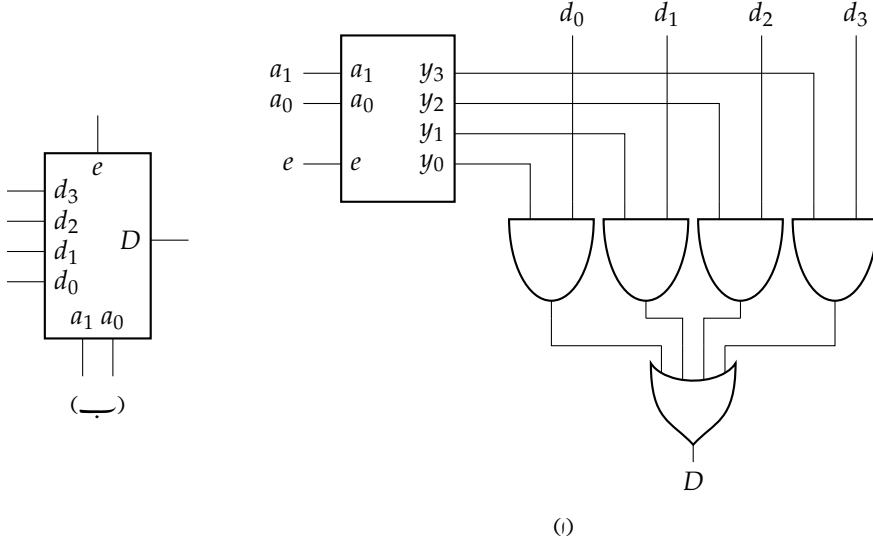 d₀ d₁ d₂ d₃
a₁ a₁ y₃
a₀ a₀ y₂
y₁
e e y₀
e
d₃
d₂
d₁ D
d₀
a₁ a₀
(ب)
D
(ا)